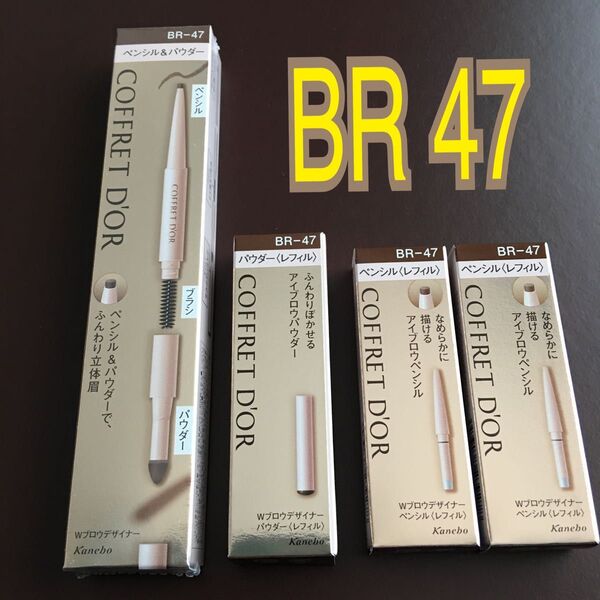 BR 47
BR-47
ペンシル&パウダー
COFFRET D'OR
ペンシル
COFFRET D'OR
ブラシ
ペンシル&パウダーで、
ふんわり立体眉
パウダー
Wブロウデザイナー
Kanebo
BR-47
パウダー〈レフィル〉
ふんわりぼかせる
アイブロウパウダー
COFFRET D'OR
Wブロウデザイナー
パウダー〈レフィル〉
Kanebo
BR-47
ペンシル〈レフィル〉
なめらかに
描ける
アイブロウペンシル
COFFRET D'OR
Wブロウデザイナー
ペンシル〈レフィル〉
Kanebo
BR-47
ペンシル〈レフィル〉
なめらかに
描ける
アイブロウペンシル
COFFRET D'OR
Wブロウデザイナー
ペンシル〈レフィル〉
Kanebo